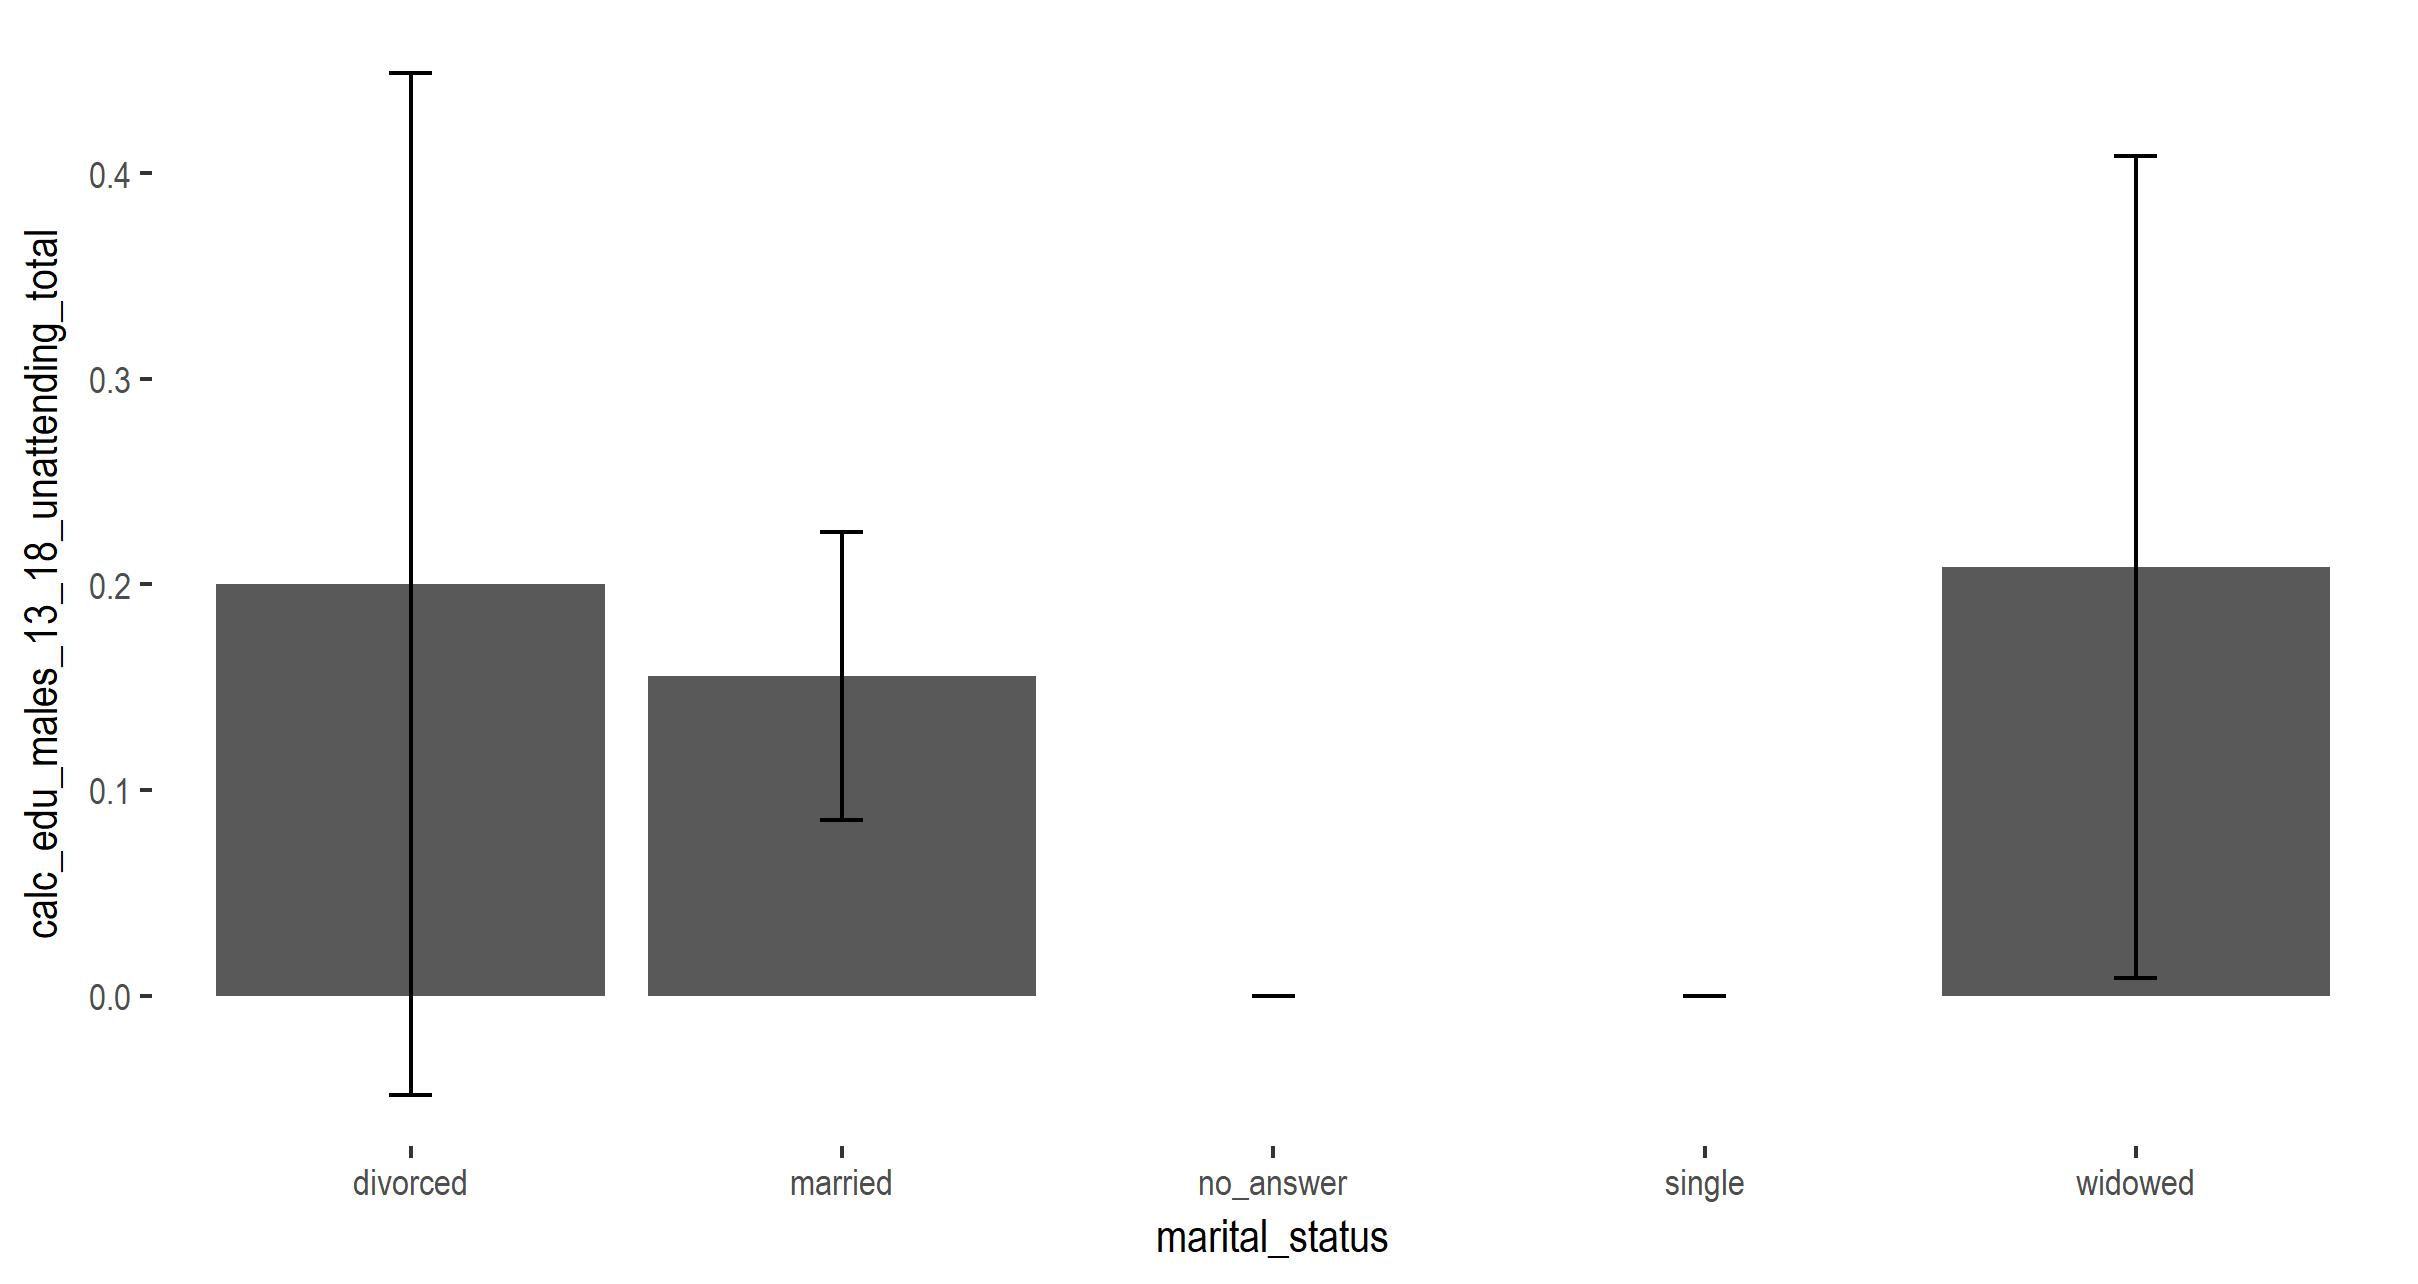 calc_edu_males_13_18_unattending_total
0.4
0.3
0.2
0.1
0.0
divorced married no_answer single widowed
marital_status